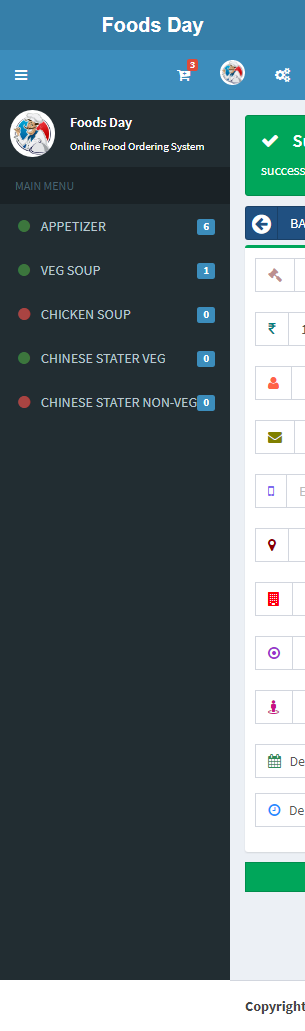 Foods Day
3
Foods Day
Online Food Ordering System
MAIN MENU
APPETIZER 6
VEG SOUP 1
CHICKEN SOUP 0
CHINESE STATER VEG 0
CHINESE STATER NON-VEG 0
success
BA
De
De
Copyright